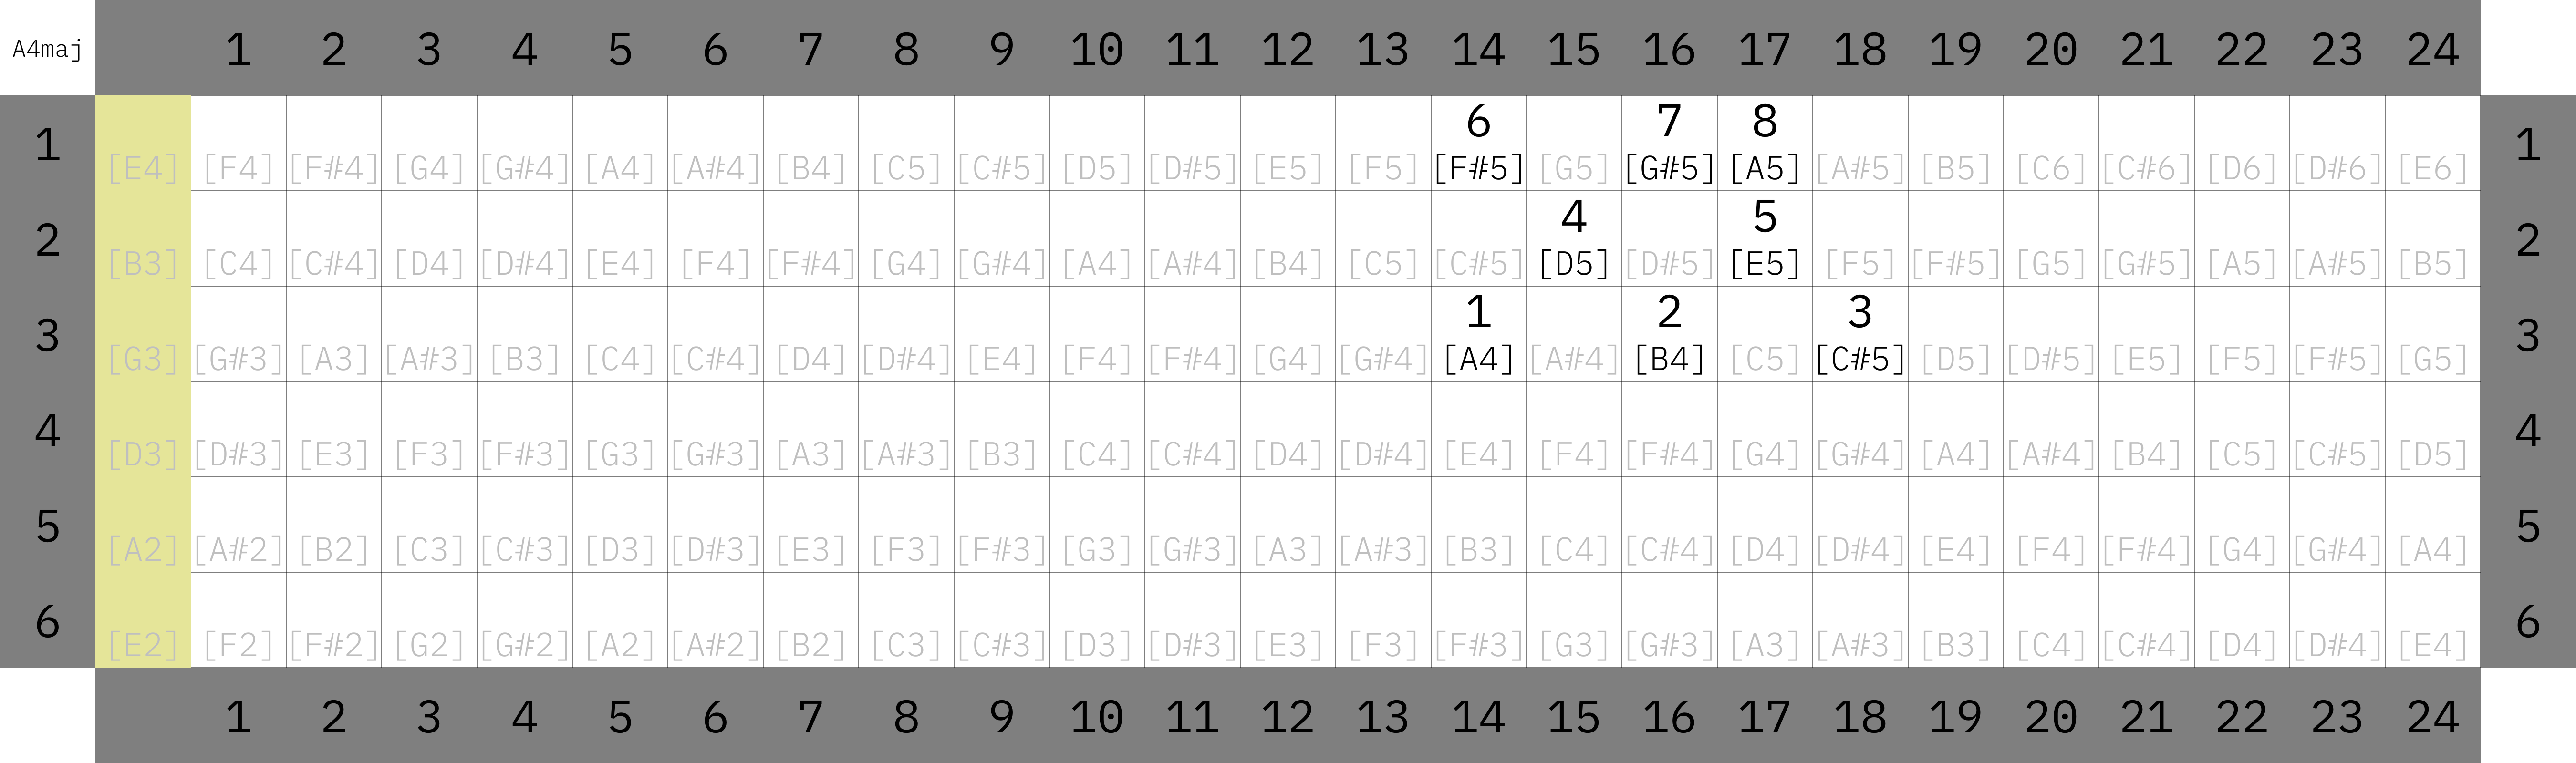 A4maj 1 2 3 4 5 6 7 8 9 10 11 12 13 14 15 16 17 18 19 20 21 22 23 24
6 7 8
1 [E4] [F4] [F#4] [G4] [G#4] [A4] [A#4] [B4] [C5] [C#5] [D5] [D#5] [E5] [F5] [F#5] [G5] [G#5] [A5] [A#5] [B5] [C6] [C#6] [D6] [D#6] [E6] 1
4 5
2 [B3] [C4] [C#4] [D4] [D#4] [E4] [F4] [F#4] [G4] [G#4] [A4] [A#4] [B4] [C5] [C#5] [D5] [D#5] [E5] [F5] [F#5] [G5] [G#5] [A5] [A#5] [B5] 2
1 2 3
3 [G3] [G#3] [A3] [A#3] [B3] [C4] [C#4] [D4] [D#4] [E4] [F4] [F#4] [G4] [G#4] [A4] [A#4] [B4] [C5] [C#5] [D5] [D#5] [E5] [F5] [F#5] [G5] 3
4 [D3] [D#3] [E3] [F3] [F#3] [G3] [G#3] [A3] [A#3] [B3] [C4] [C#4] [D4] [D#4] [E4] [F4] [F#4] [G4] [G#4] [A4] [A#4] [B4] [C5] [C#5] [D5] 4
5 [A2] [A#2] [B2] [C3] [C#3] [D3] [D#3] [E3] [F3] [F#3] [G3] [G#3] [A3] [A#3] [B3] [C4] [C#4] [D4] [D#4] [E4] [F4] [F#4] [G4] [G#4] [A4] 5
6 [E2] [F2] [F#2] [G2] [G#2] [A2] [A#2] [B2] [C3] [C#3] [D3] [D#3] [E3] [F3] [F#3] [G3] [G#3] [A3] [A#3] [B3] [C4] [C#4] [D4] [D#4] [E4] 6
1 2 3 4 5 6 7 8 9 10 11 12 13 14 15 16 17 18 19 20 21 22 23 24